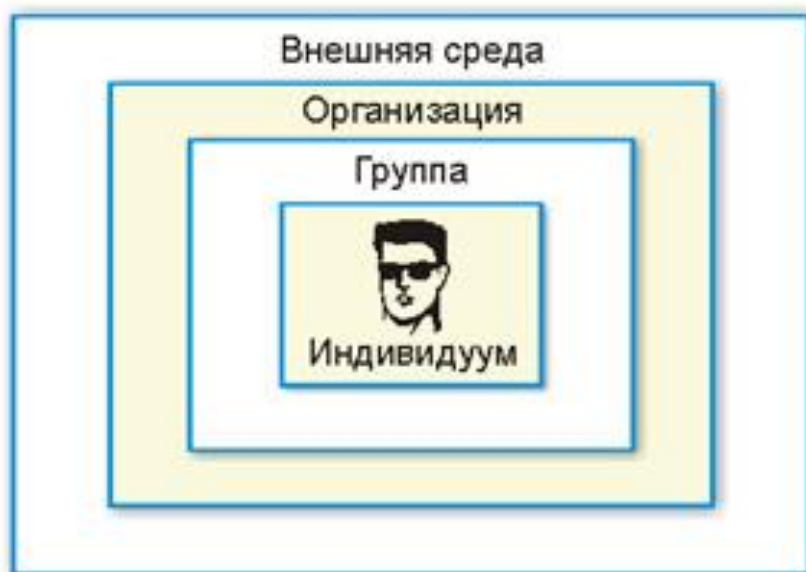 Внешняя среда
Организация
Группа
Индивидуум